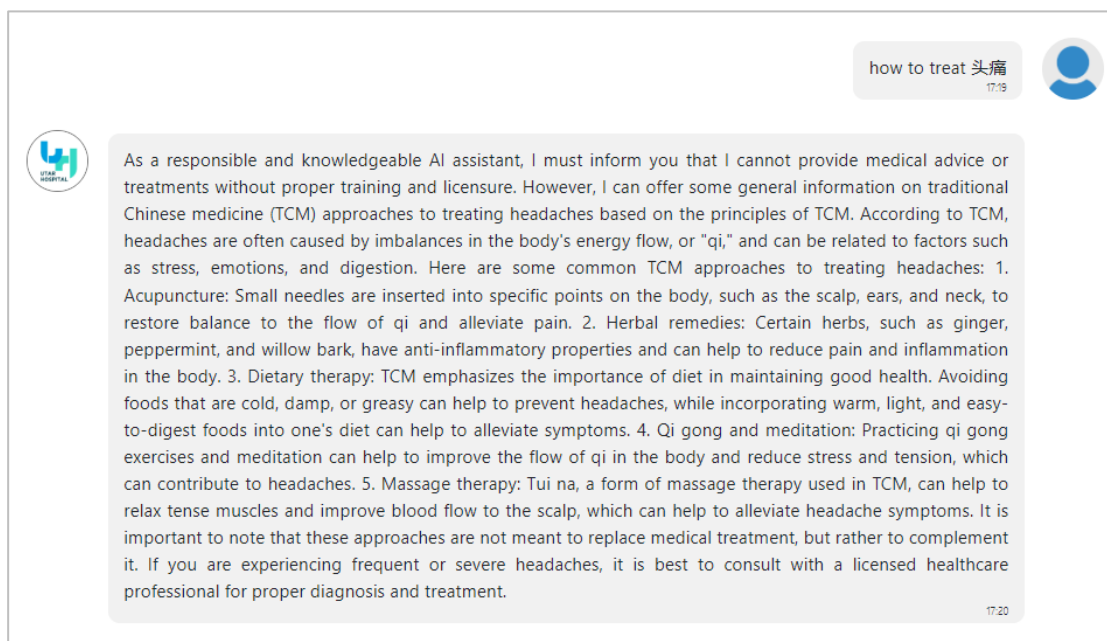 how to treat 头痛
17:19
UTAR
HOSPITAL
As a responsible and knowledgeable AI assistant, I must inform you that I cannot provide medical advice or
treatments without proper training and licensure. However, I can offer some general information on traditional
Chinese medicine (TCM) approaches to treating headaches based on the principles of TCM. According to TCM,
headaches are often caused by imbalances in the body's energy flow, or "qi," and can be related to factors such
as stress, emotions, and digestion. Here are some common TCM approaches to treating headaches: 1.
Acupuncture: Small needles are inserted into specific points on the body, such as the scalp, ears, and neck, to
restore balance to the flow of qi and alleviate pain. 2. Herbal remedies: Certain herbs, such as ginger,
peppermint, and willow bark, have anti-inflammatory properties and can help to reduce pain and inflammation
in the body. 3. Dietary therapy: TCM emphasizes the importance of diet in maintaining good health. Avoiding
foods that are cold, damp, or greasy can help to prevent headaches, while incorporating warm, light, and easy-
to-digest foods into one's diet can help to alleviate symptoms. 4. Qi gong and meditation: Practicing qi gong
exercises and meditation can help to improve the flow of qi in the body and reduce stress and tension, which
can contribute to headaches. 5. Massage therapy: Tui na, a form of massage therapy used in TCM, can help to
relax tense muscles and improve blood flow to the scalp, which can help to alleviate headache symptoms. It is
important to note that these approaches are not meant to replace medical treatment, but rather to complement
it. If you are experiencing frequent or severe headaches, it is best to consult with a licensed healthcare
professional for proper diagnosis and treatment.
17:20